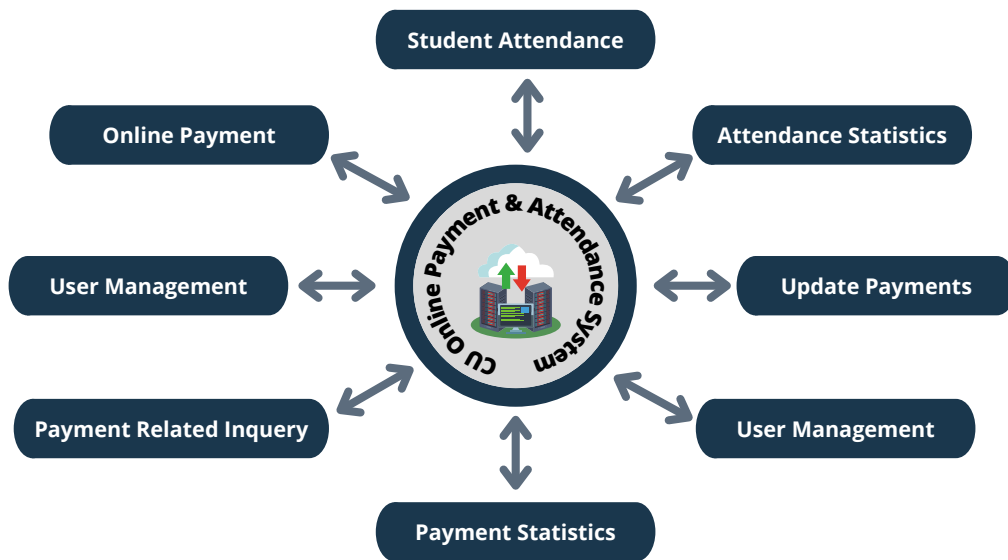 Student Attendance
Online Payment
Attendance Statistics
CU Online Payment & Attendance System
User Management
Update Payments
Payment Related Inquery
User Management
Payment Statistics